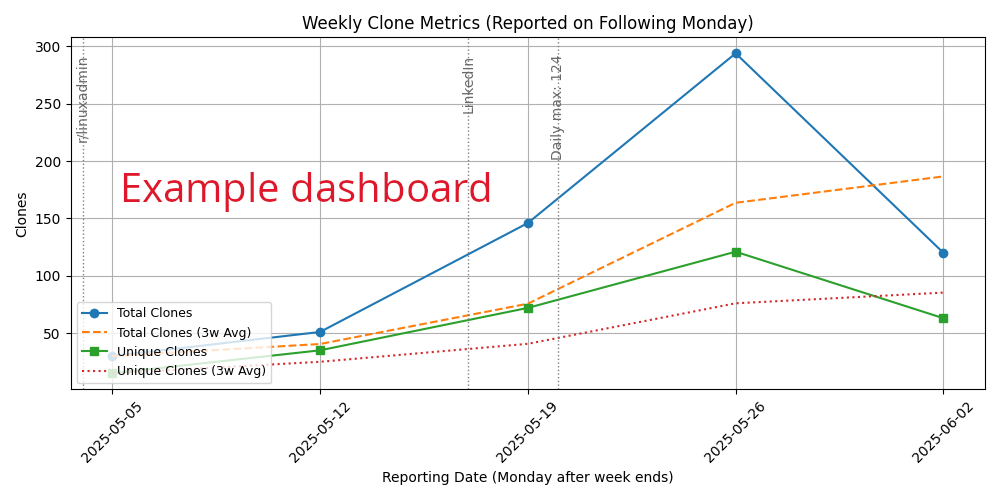 Weekly Clone Metrics (Reported on Following Monday)
300
250
200
150
100
50
Clones
r/linuxadmin
LinkedIn
Daily max: 124
Example dashboard
Total Clones
Total Clones (3w Avg)
Unique Clones
Unique Clones (3w Avg)
2025-05-05
2025-05-12
2025-05-19
2025-05-26
2025-06-02
Reporting Date (Monday after week ends)